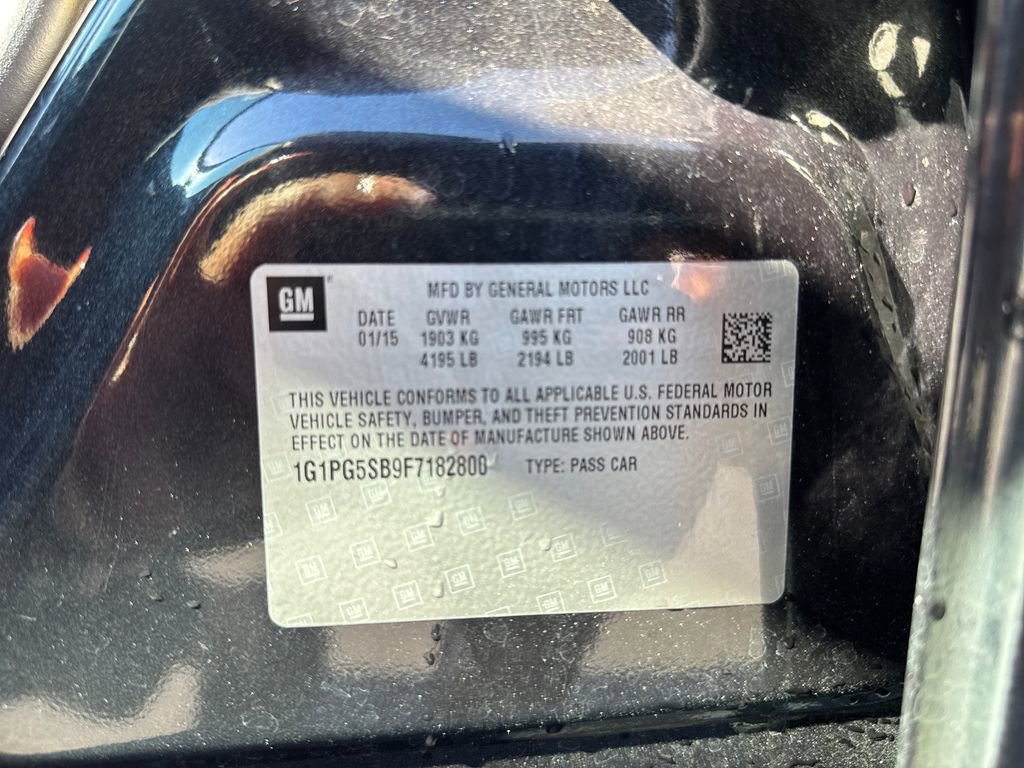 GM
MFD BY GENERAL MOTORS LLC
DATE GVWR GAWR FRT GAWR RR
01/15 1903 KG 995 KG 908 KG
4195 LB 2194 LB 2001 LB
THIS VEHICLE CONFORMS TO ALL APPLICABLE U.S. FEDERAL MOTOR
VEHICLE SAFETY, BUMPER, AND THEFT PREVENTION STANDARDS IN
EFFECT ON THE DATE OF MANUFACTURE SHOWN ABOVE.
1G1PG5SB9F7182800 TYPE: PASS CAR